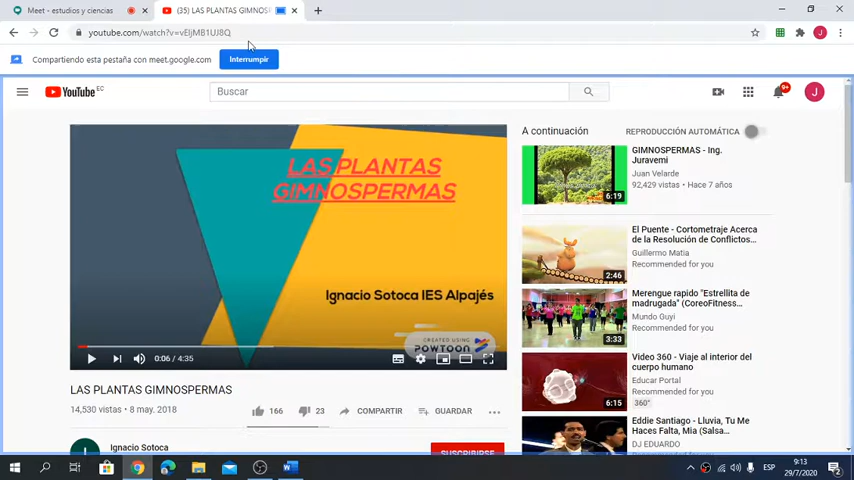 Meet - estudios y ciencias
(35) LAS PLANTAS GIMNOSP
youtube.com/watch?v=vEIjMB1UJ8Q
Compartiendo esta pestaña con meet.google.com
Interrumpir
YouTube EC
Buscar
9+
J
LAS PLANTAS
GIMNOSPERMAS
Ignacio Sotoca IES Alpajés
CREATED USING
POWTOON
0:06 / 4:35
LAS PLANTAS GIMNOSPERMAS
14,530 vistas • 8 may. 2018
166
23
COMPARTIR
GUARDAR
Ignacio Sotoca
SUSCRIBIRSE
A continuación
REPRODUCCIÓN AUTOMÁTICA
GIMNOSPERMAS - Ing.
Juravemi
Juan Velarde
92,429 vistas • Hace 7 años
6:19
El Puente - Cortometraje Acerca
de la Resolución de Conflictos...
Guillermo Matia
Recommended for you
2:46
Merengue rapido "Estrellita de
madrugada" (CoreoFitness...
Mundo Guyi
Recommended for you
3:33
Video 360 - Viaje al interior del
cuerpo humano
Educar Portal
Recommended for you
360°
6:15
Eddie Santiago - Lluvia, Tu Me
Haces Falta, Mia (Salsa...
DJ EDUARDO
ESP
9:13
29/7/2020
2